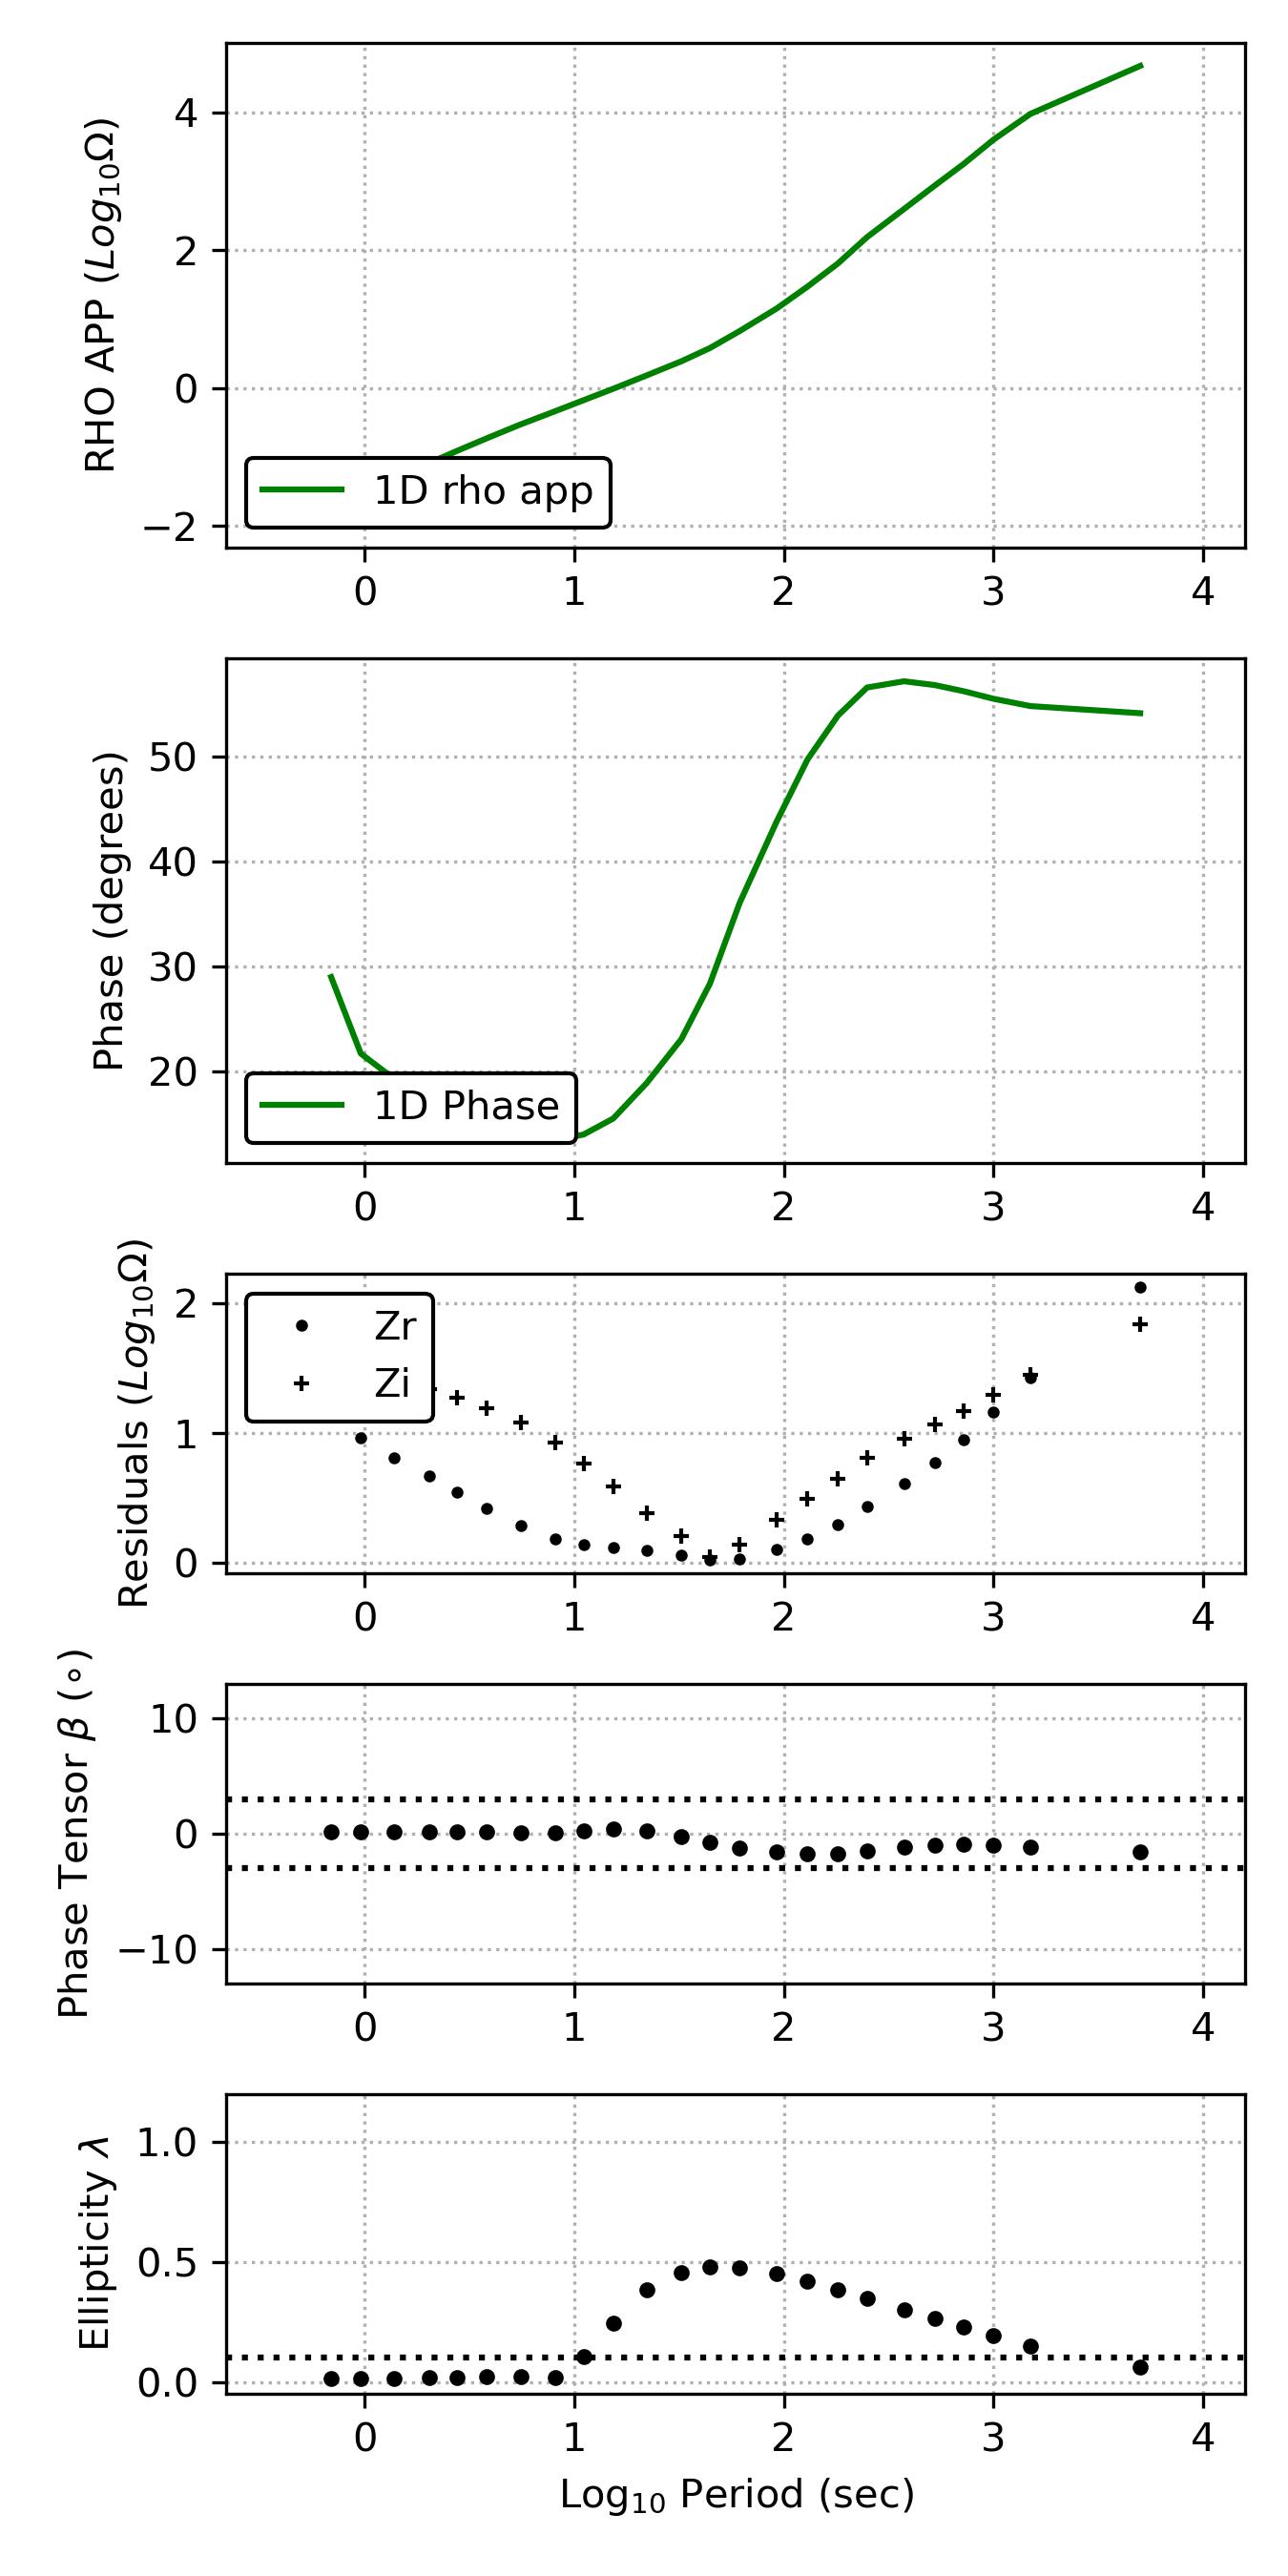 RHO APP (Log₁₀Ω)
4
2
0
−2
1D rho app
0 1 2 3 4
Phase (degrees)
50
40
30
20
1D Phase
0 1 2 3 4
Residuals (Log₁₀Ω)
2
1
0
Zr
Zi
0 1 2 3 4
Phase Tensor β (∘)
10
0
−10
0 1 2 3 4
Ellipticity λ
1.0
0.5
0.0
0 1 2 3 4
Log₁₀ Period (sec)